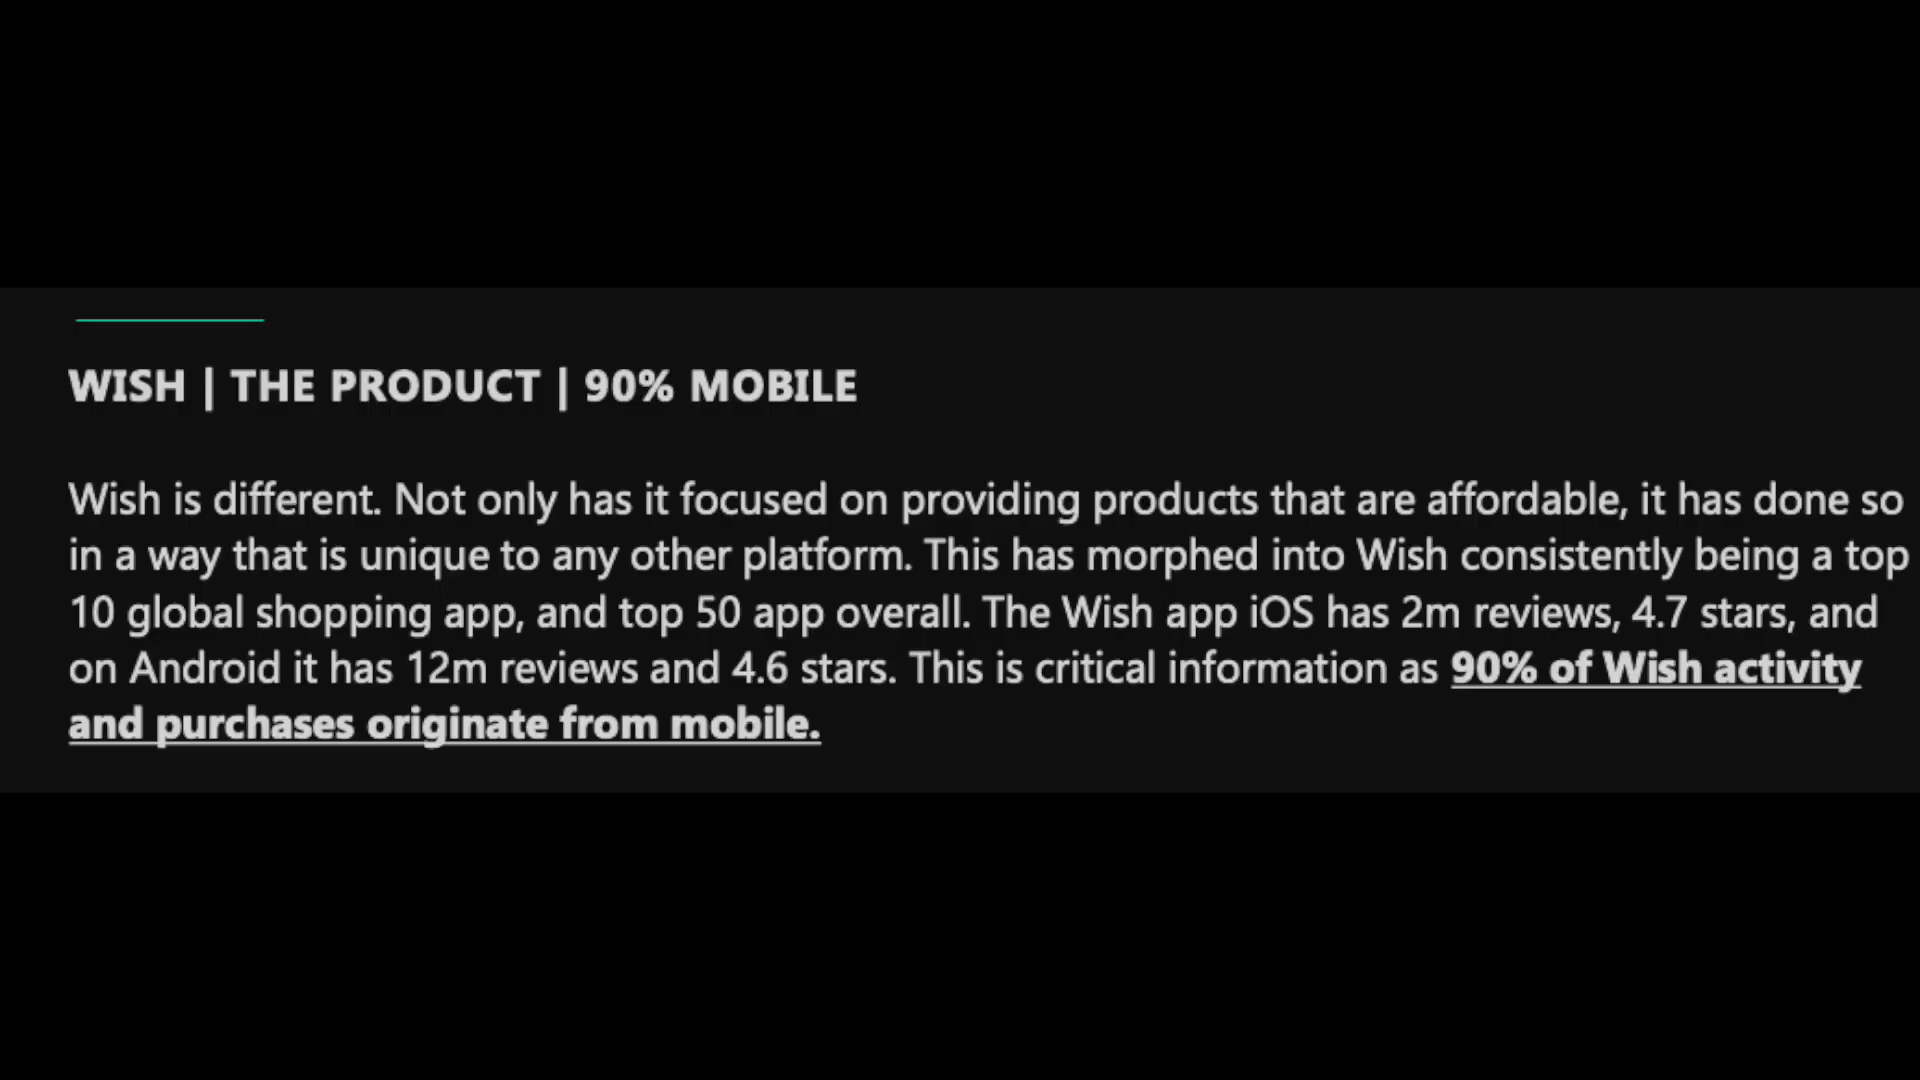 WISH | THE PRODUCT | 90% MOBILE
Wish is different. Not only has it focused on providing products that are affordable, it has done so
in a way that is unique to any other platform. This has morphed into Wish consistently being a top
10 global shopping app, and top 50 app overall. The Wish app iOS has 2m reviews, 4.7 stars, and
on Android it has 12m reviews and 4.6 stars. This is critical information as 90% of Wish activity
and purchases originate from mobile.